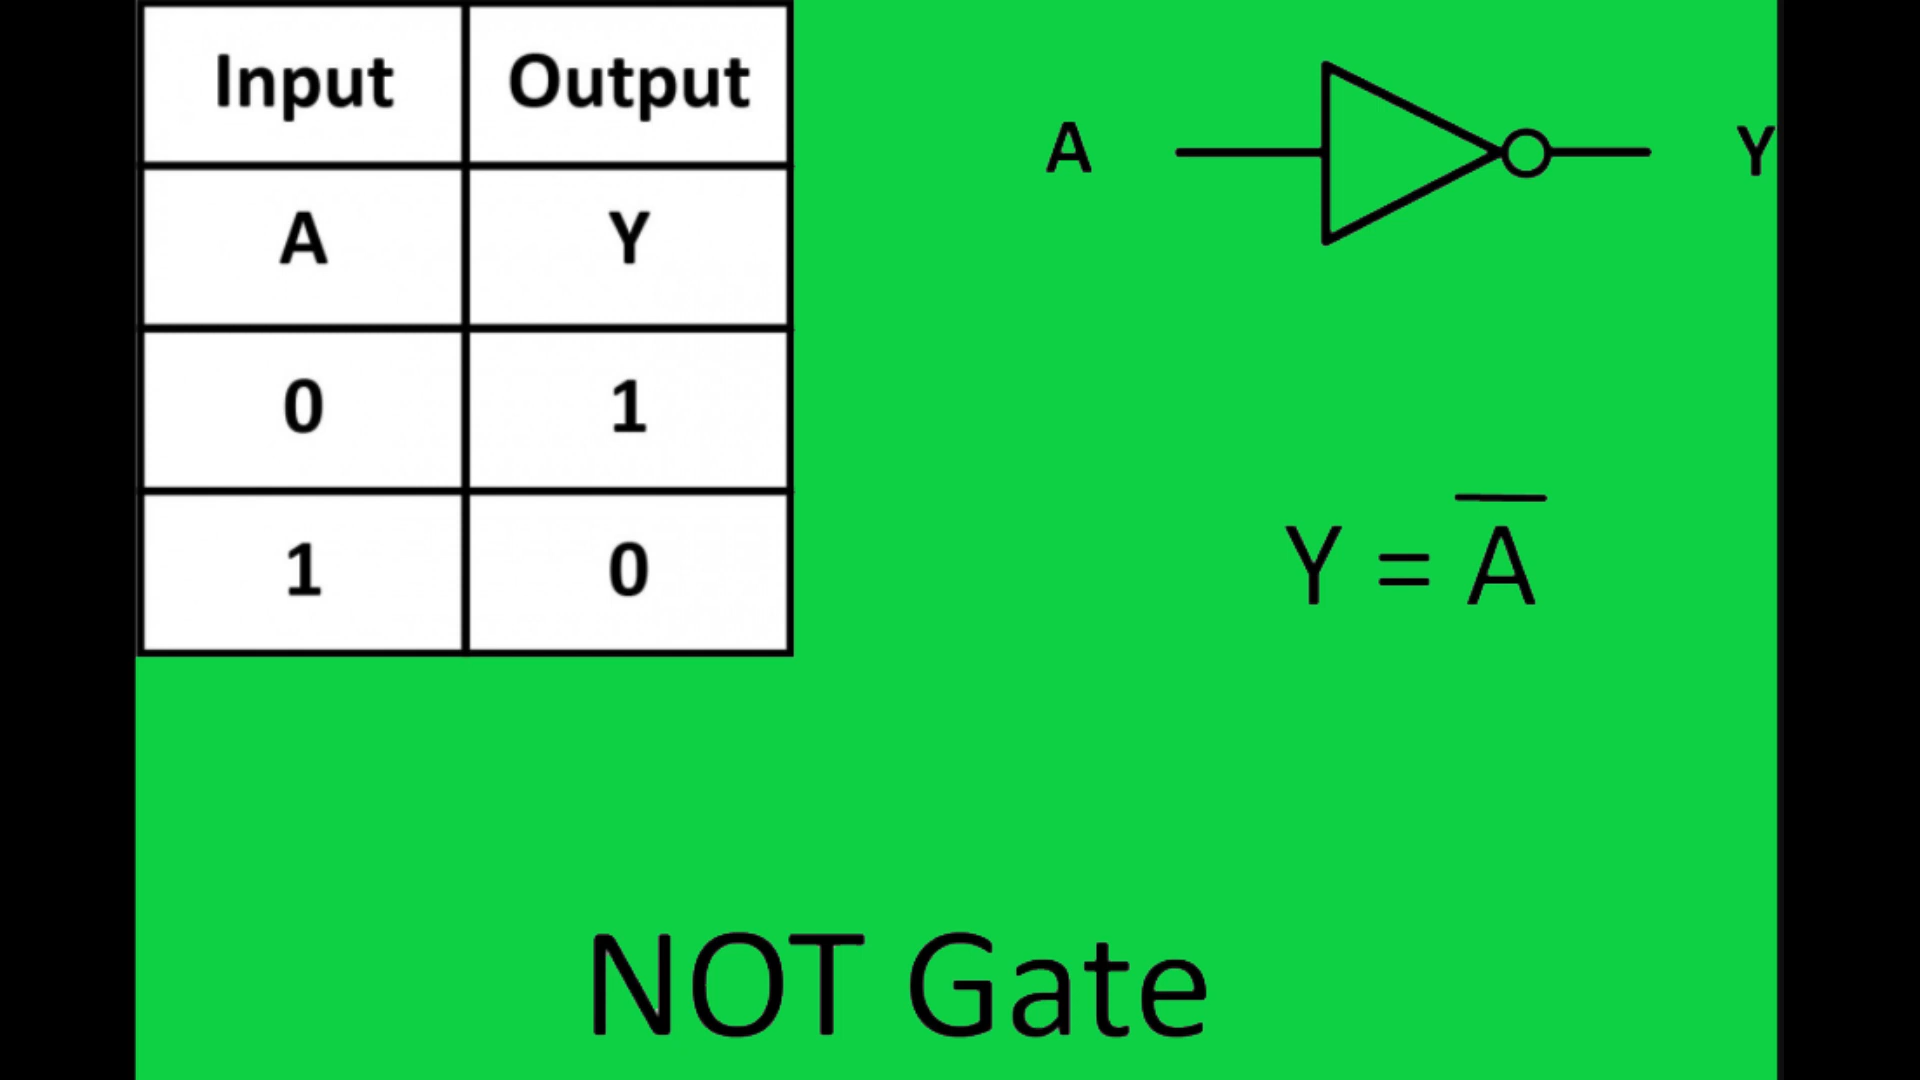 Input Output
A Y
0 1
1 0
A Y
Y = A̅
NOT Gate